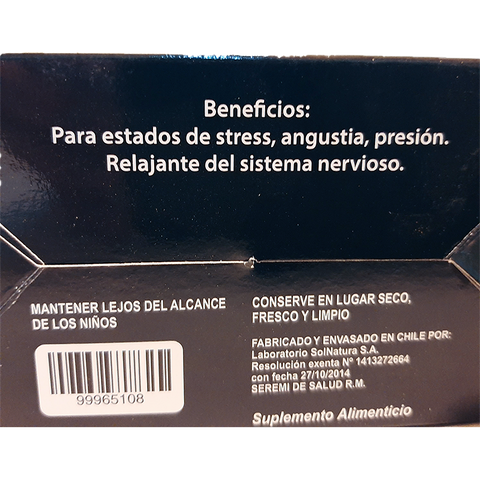 Beneficios:
Para estados de stress, angustia, presión.
Relajante del sistema nervioso.
MANTENER LEJOS DEL ALCANCE
DE LOS NIÑOS
99965108
CONSERVE EN LUGAR SECO,
FRESCO Y LIMPIO
FABRICADO Y ENVASADO EN CHILE POR:
Laboratorio SolNatura S.A.
Resolución exenta N° 1413272664
con fecha 27/10/2014
SEREMI DE SALUD R.M.
Suplemento Alimenticio